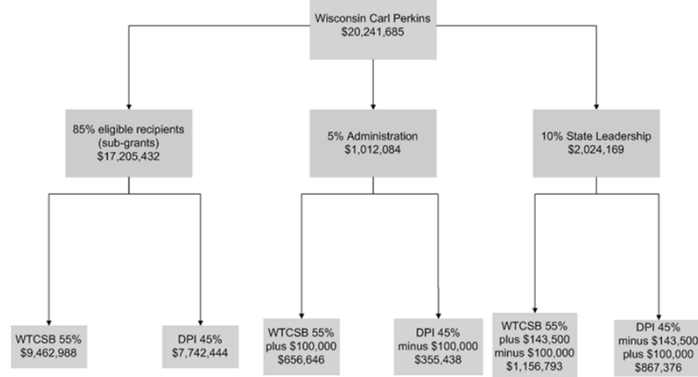 Wisconsin Carl Perkins
$20,241,685
85% eligible recipients
(sub-grants)
$17,205,432
5% Administration
$1,012,084
10% State Leadership
$2,024,169
WTCSB 55%
$9,462,988
DPI 45%
$7,742,444
WTCSB 55%
plus $100,000
$656,646
DPI 45%
minus $100,000
$355,438
WTCSB 55%
plus $143,500
minus $100,000
$1,156,793
DPI 45%
minus $143,500
plus $100,000
$867,376